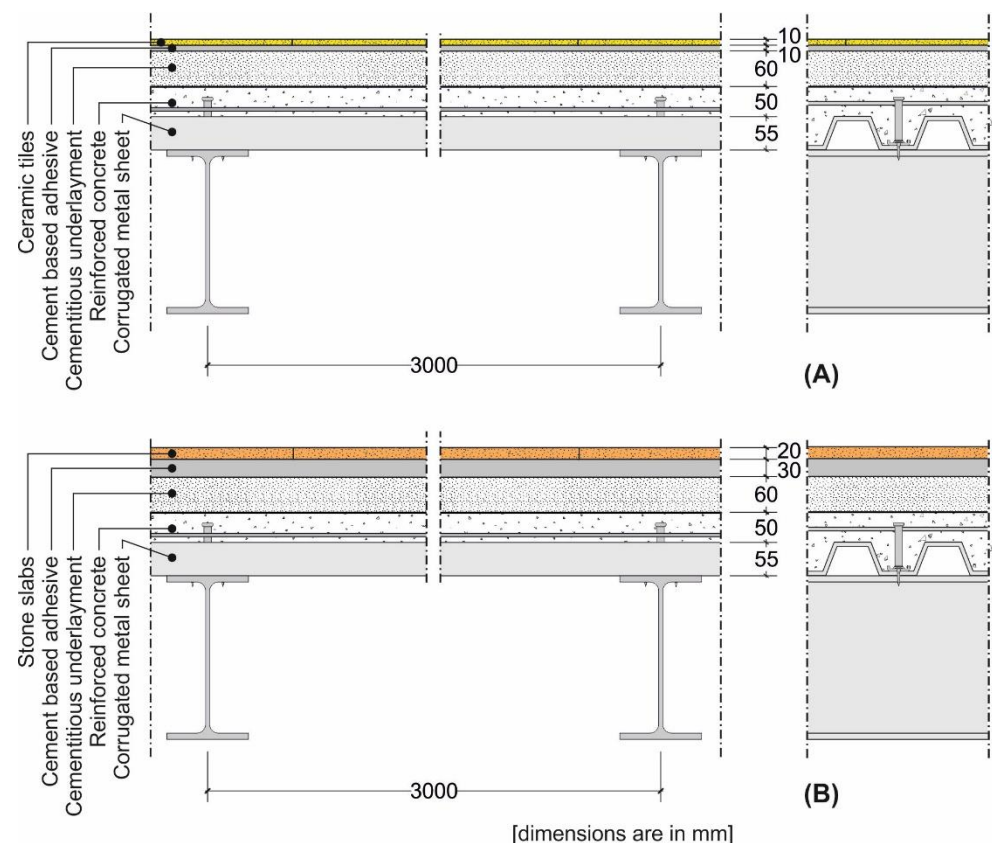 Ceramic tiles
Cement based adhesive
Cementitious underlayment
Reinforced concrete
Corrugated metal sheet
10
10
60
50
55
3000
(A)
Stone slabs
Cement based adhesive
Cementitious underlayment
Reinforced concrete
Corrugated metal sheet
20
30
60
50
55
3000
(B)
[dimensions are in mm]